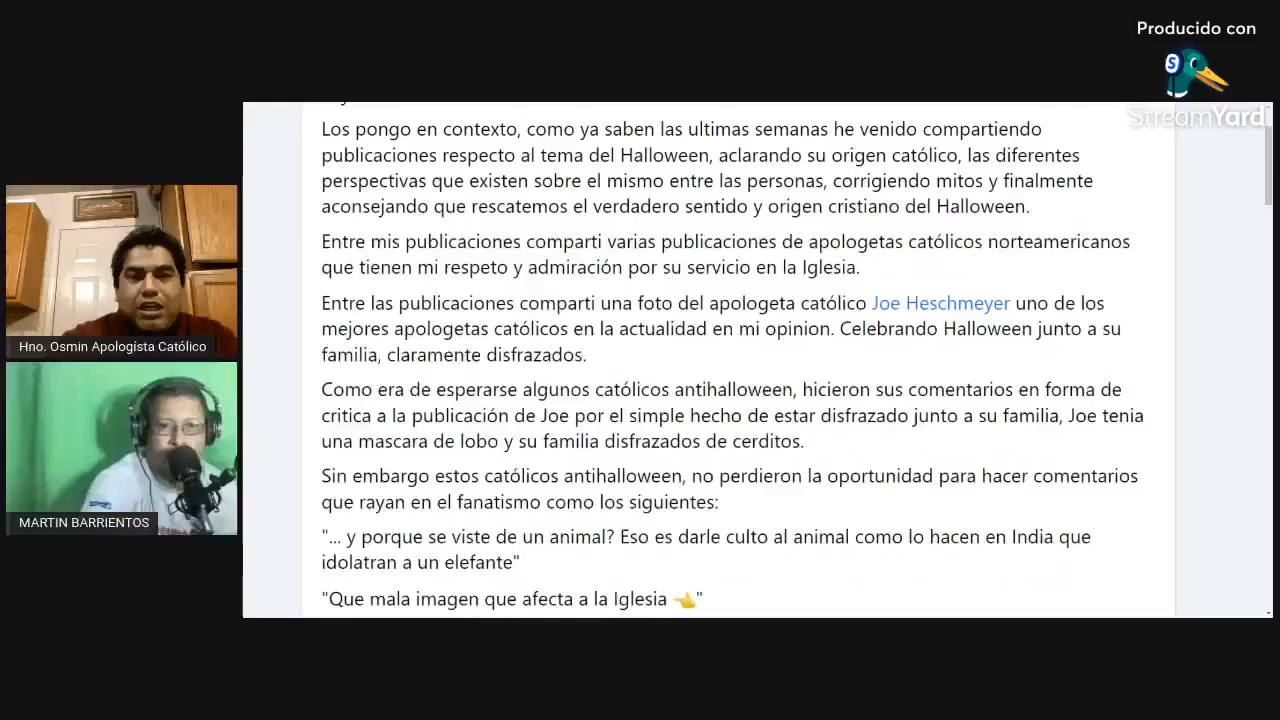 Producido con
S
StreamYard
Los pongo en contexto, como ya saben las ultimas semanas he venido compartiendo
publicaciones respecto al tema del Halloween, aclarando su origen católico, las diferentes
perspectivas que existen sobre el mismo entre las personas, corrigiendo mitos y finalmente
aconsejando que rescatemos el verdadero sentido y origen cristiano del Halloween.
Entre mis publicaciones comparti varias publicaciones de apologetas católicos norteamericanos
que tienen mi respeto y admiración por su servicio en la Iglesia.
Entre las publicaciones comparti una foto del apologeta católico Joe Heschmeyer uno de los
mejores apologetas católicos en la actualidad en mi opinion. Celebrando Halloween junto a su
familia, claramente disfrazados.
Como era de esperarse algunos católicos antihalloween, hicieron sus comentarios en forma de
critica a la publicación de Joe por el simple hecho de estar disfrazado junto a su familia, Joe tenia
una mascara de lobo y su familia disfrazados de cerditos.
Sin embargo estos católicos antihalloween, no perdieron la oportunidad para hacer comentarios
que rayan en el fanatismo como los siguientes:
"... y porque se viste de un animal? Eso es darle culto al animal como lo hacen en India que
idolatran a un elefante"
"Que mala imagen que afecta a la Iglesia 👈"
Hno. Osmin Apologísta Católico
MARTIN BARRIENTOS